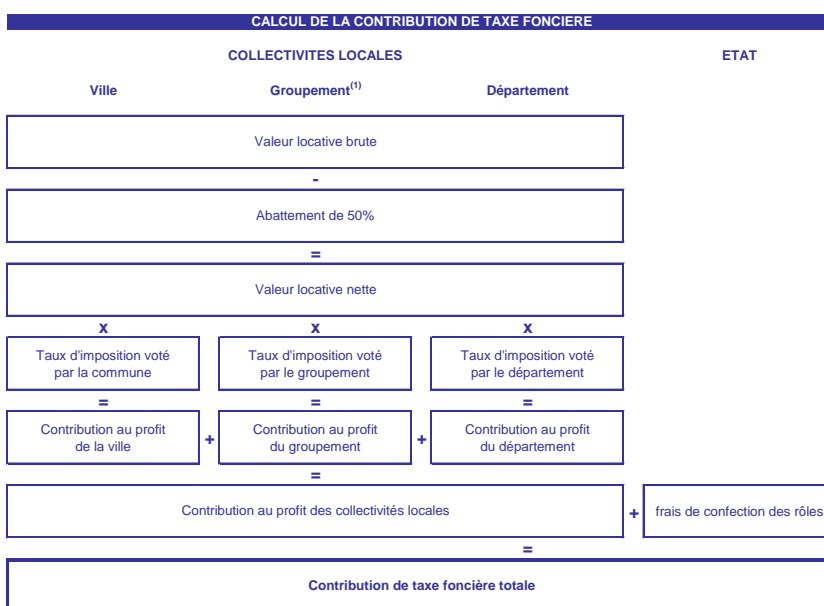 CALCUL DE LA CONTRIBUTION DE TAXE FONCIERE
COLLECTIVITES LOCALES
ETAT
Ville
Groupement(1)
Département
Valeur locative brute
-
Abattement de 50%
=
Valeur locative nette
x x x
Taux d'imposition voté
par la commune
Taux d'imposition voté
par le groupement
Taux d'imposition voté
par le département
= = =
Contribution au profit
de la ville
+
Contribution au profit
du groupement
+
Contribution au profit
du département
=
Contribution au profit des collectivités locales
+
frais de confection des rôles
=
Contribution de taxe foncière totale